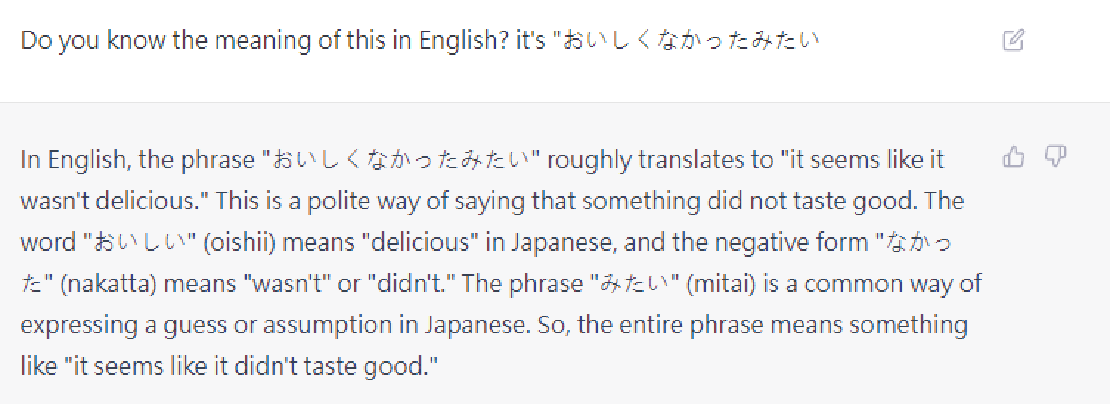 Do you know the meaning of this in English? it's "おいしくなかったみたい
In English, the phrase "おいしくなかったみたい" roughly translates to "it seems like it
wasn't delicious." This is a polite way of saying that something did not taste good. The
word "おいしい" (oishii) means "delicious" in Japanese, and the negative form "なかっ
た" (nakatta) means "wasn't" or "didn't." The phrase "みたい" (mitai) is a common way of
expressing a guess or assumption in Japanese. So, the entire phrase means something
like "it seems like it didn't taste good."